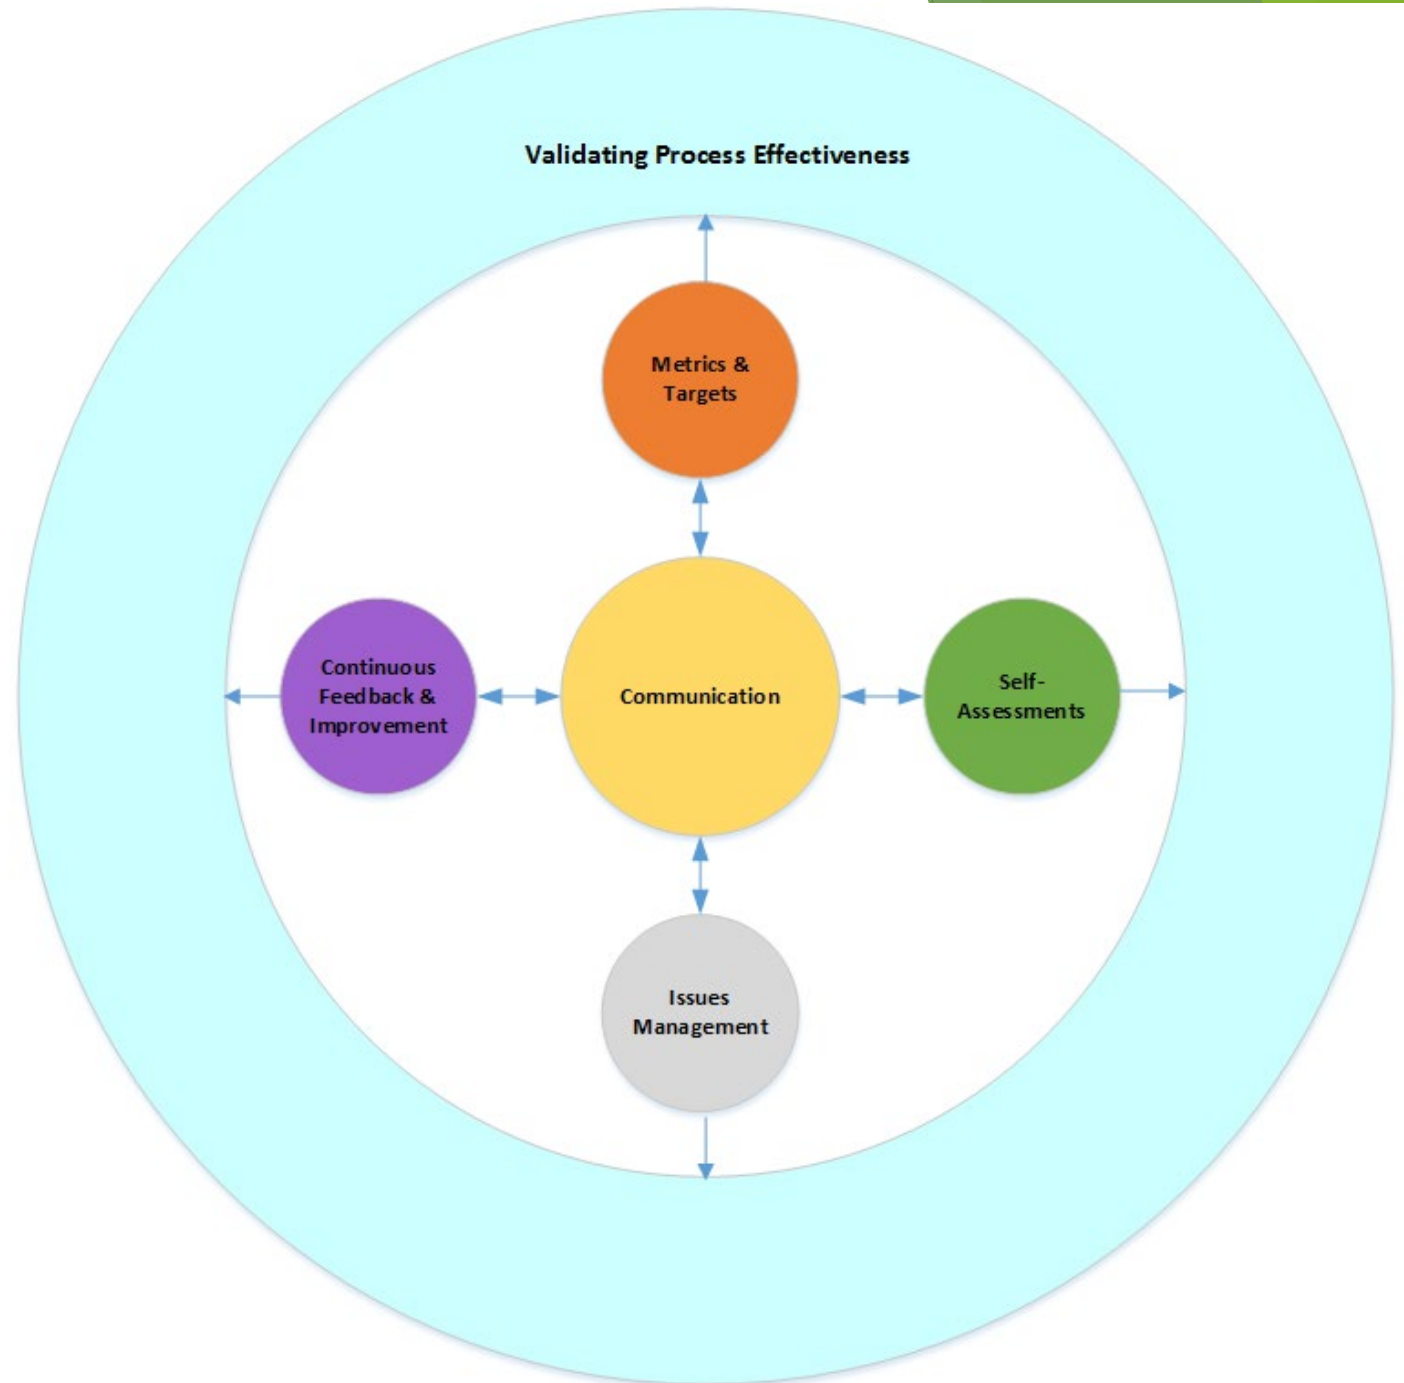 Validating Process Effectiveness
Metrics &
Targets
Continuous
Feedback &
Improvement
Communication
Self-
Assessments
Issues
Management